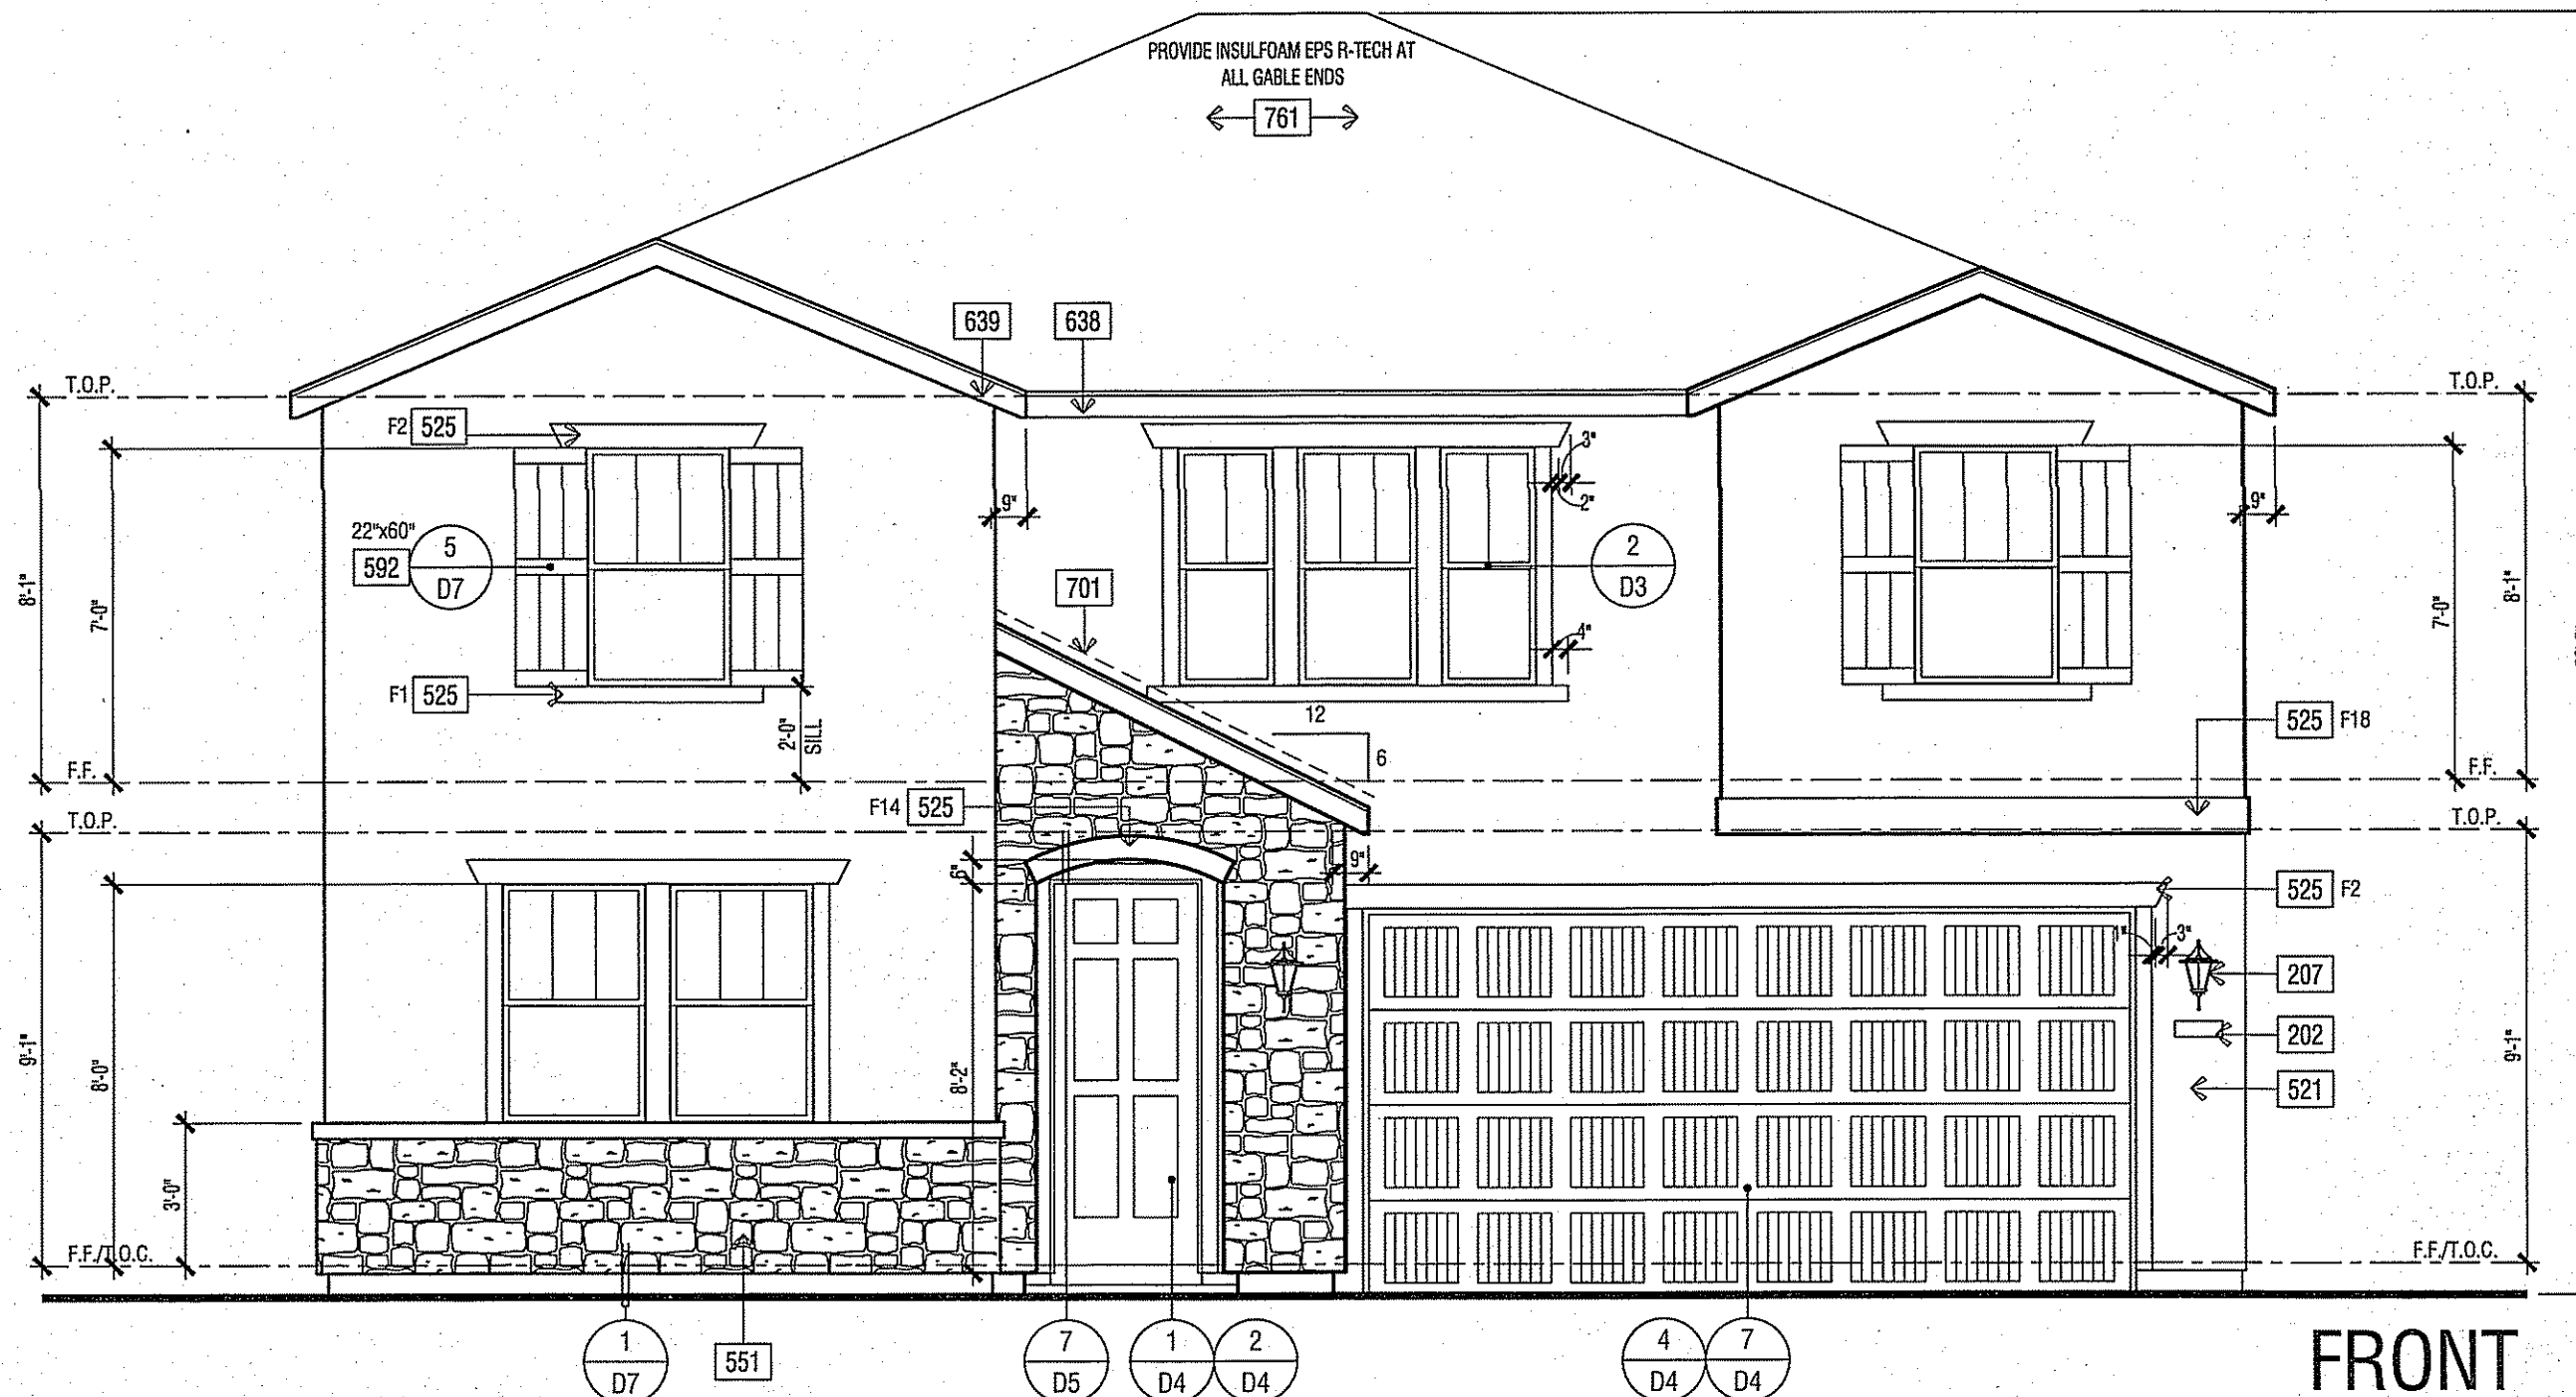 PROVIDE INSULFOAM EPS R-TECH AT
ALL GABLE ENDS
761
639
638
T.O.P.
T.O.P.
F2 525
3"
2"
9"
9"
22"x60"
592
5
D7
2
D3
701
8'-1"
7'-0"
7'-0"
8'-1"
4"
F1 525
2'-0"
SILL
12
6
525 F18
F.F.
F.F.
F14 525
T.O.P.
T.O.P.
6"
9"
525 F2
1"
3"
207
202
521
9'-1"
8'-0"
8'-2"
9'-1"
3'-0"
F.F./T.O.C.
F.F./T.O.C.
1
D7
551
7
D5
1
D4
2
D4
4
D4
7
D4
FRONT